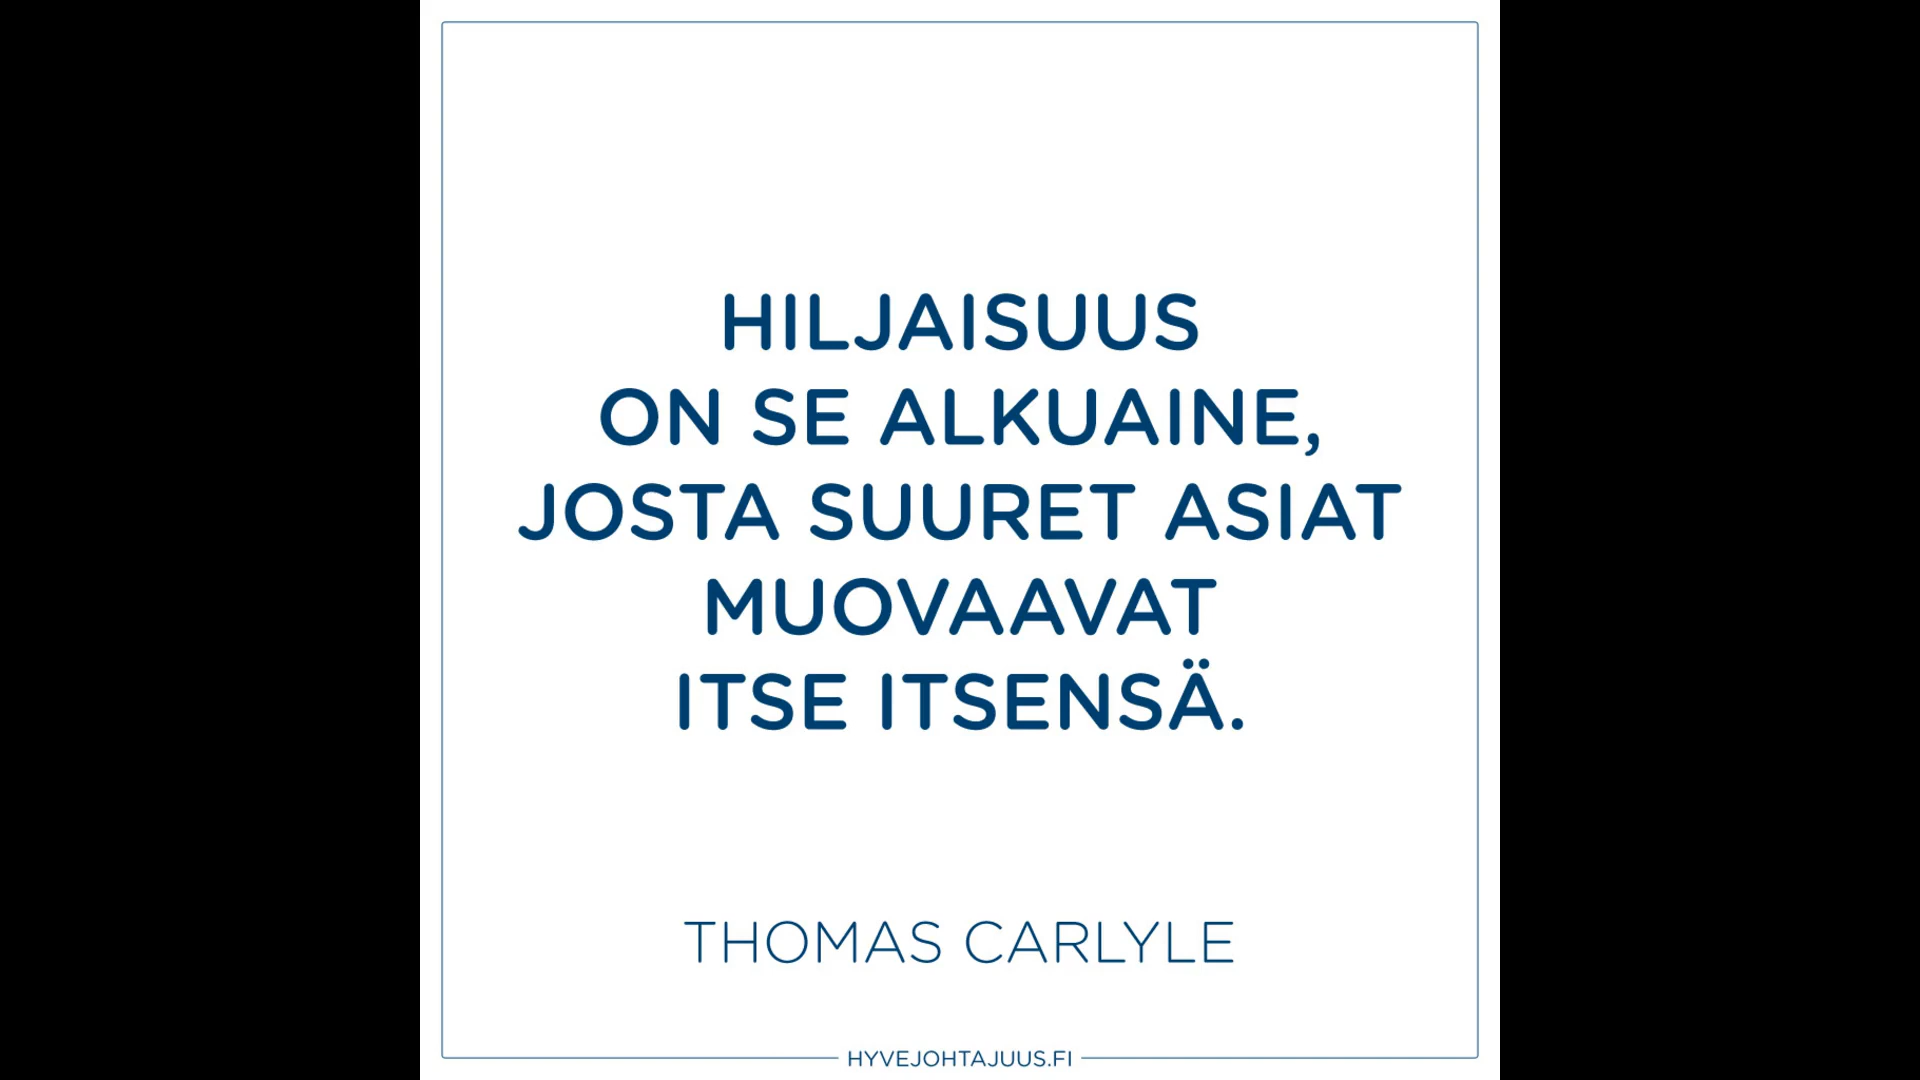 HILJAISUUS
ON SE ALKUAINE,
JOSTA SUURET ASIAT
MUOVAAVAT
ITSE ITSENSÄ.
THOMAS CARLYLE
HYVEJOHTAJUUS.FI